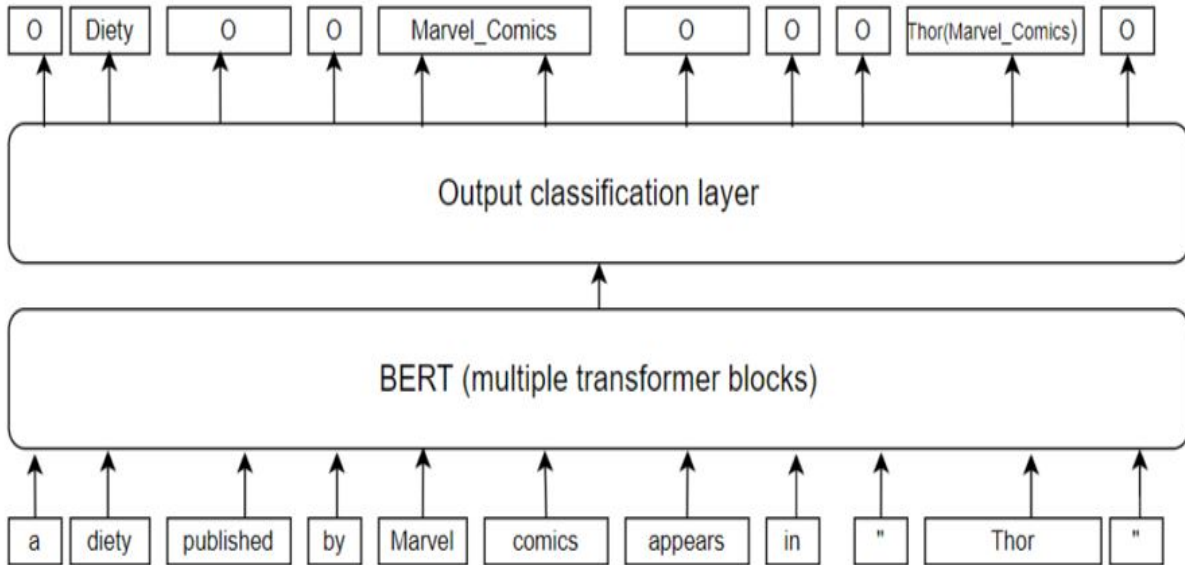 O Diety O O Marvel_Comics O O O Thor(Marvel_Comics) O
Output classification layer
BERT (multiple transformer blocks)
a diety published by Marvel comics appears in " Thor "